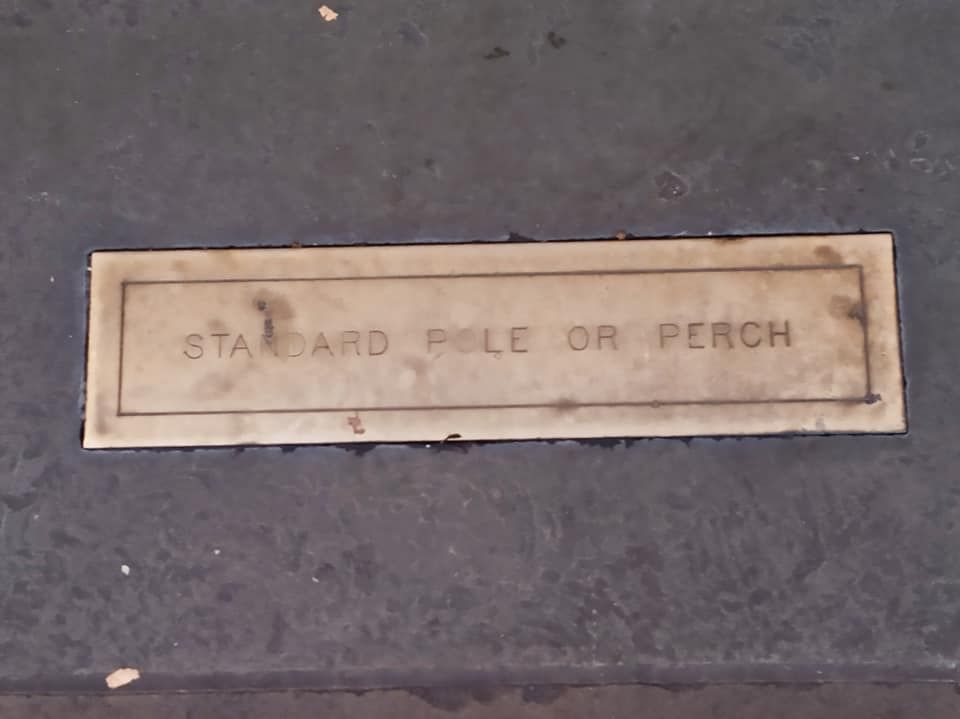 STANDARD POLE OR PERCH